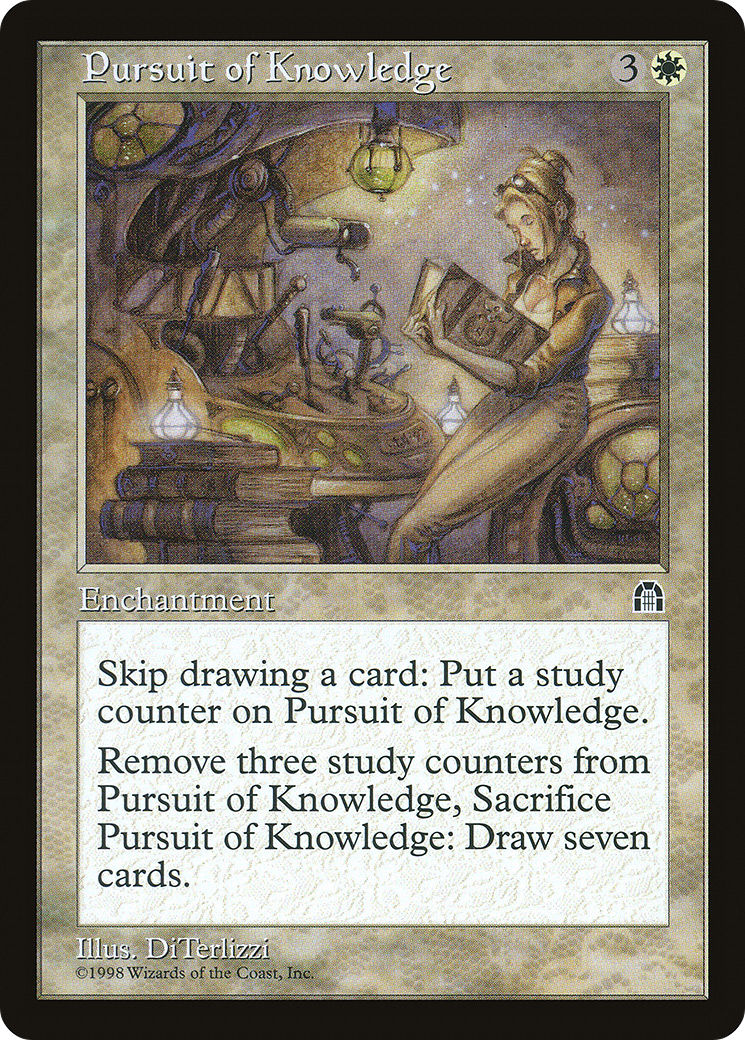 Pursuit of Knowledge 3
Enchantment
Skip drawing a card: Put a study
counter on Pursuit of Knowledge.
Remove three study counters from
Pursuit of Knowledge, Sacrifice
Pursuit of Knowledge: Draw seven
cards.
Illus. DiTerlizzi
©1998 Wizards of the Coast, Inc.